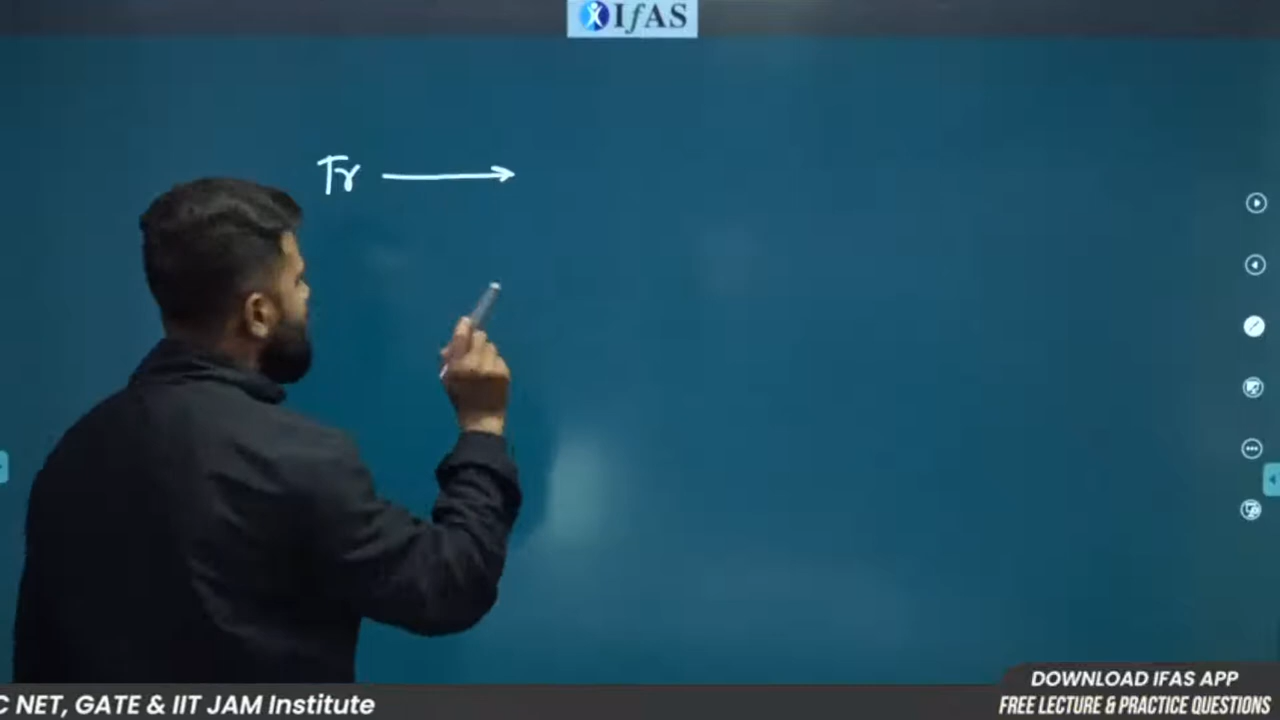 IfAS
Tr →
C NET, GATE & IIT JAM Institute
DOWNLOAD IFAS APP
FREE LECTURE & PRACTICE QUESTIONS